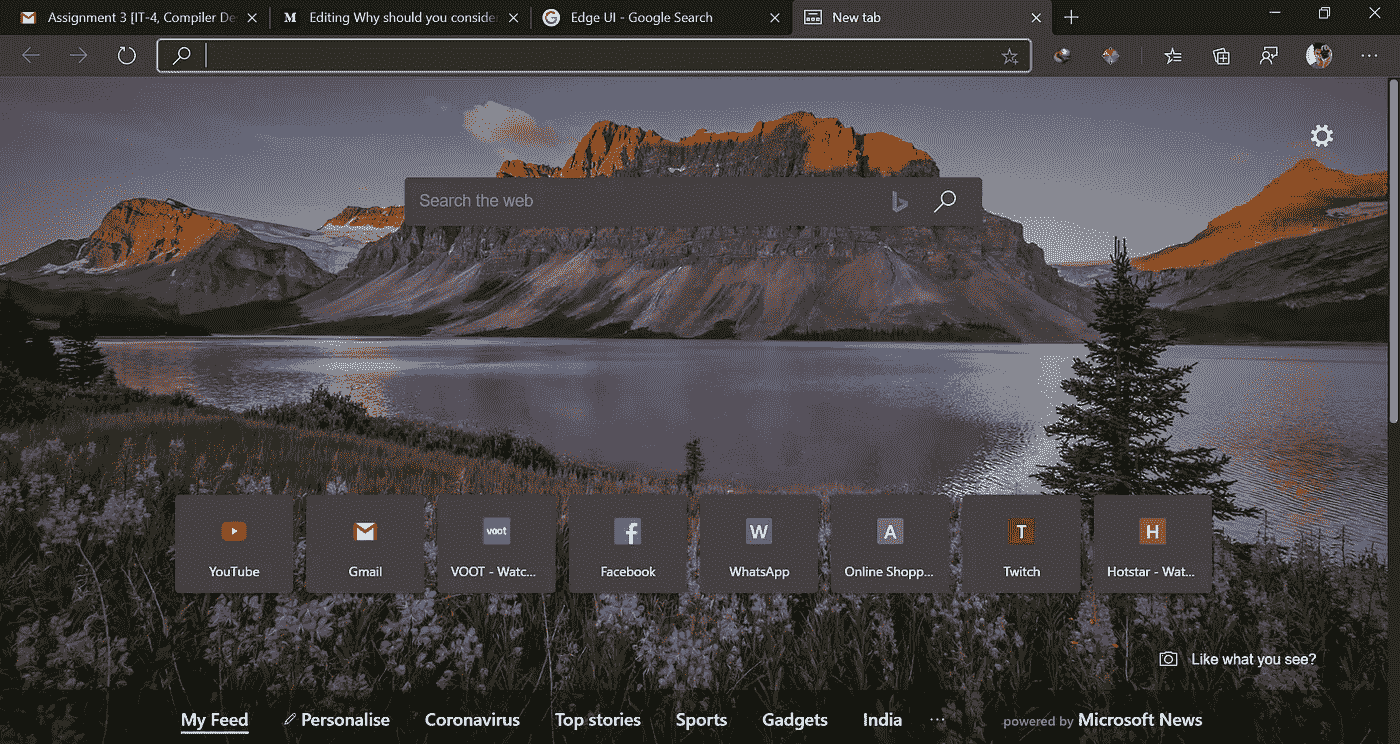 Assignment 3 [IT-4, Compiler De
M Editing Why should you conside
G Edge UI - Google Search
New tab
Search the web
voot
W
A
T
H
YouTube
Gmail
VOOT - Watc...
Facebook
WhatsApp
Online Shopp...
Twitch
Hotstar - Wat...
Like what you see?
My Feed
Personalise
Coronavirus
Top stories
Sports
Gadgets
India
powered by Microsoft News